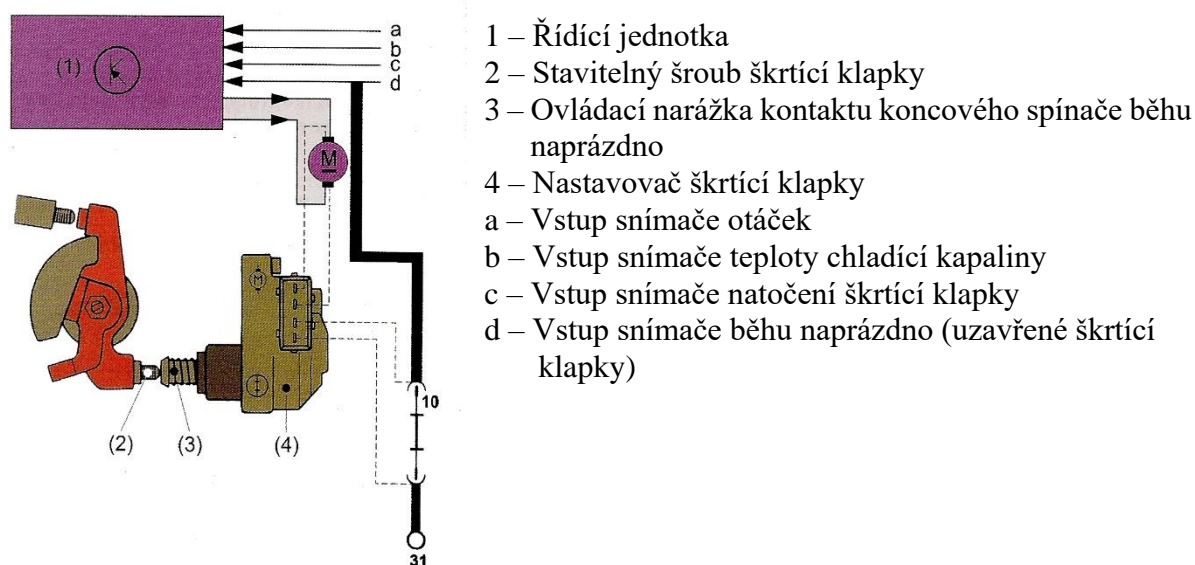 a
b
(1)
c
d
M
M
(2)
(3)
(4)
10
31
1 – Řídící jednotka
2 – Stavitelný šroub škrtící klapky
3 – Ovládací narážka kontaktu koncového spínače běhu
naprázdno
4 – Nastavovač škrtící klapky
a – Vstup snímače otáček
b – Vstup snímače teploty chladící kapaliny
c – Vstup snímače natočení škrtící klapky
d – Vstup snímače běhu naprázdno (uzavřené škrtící
klapky)